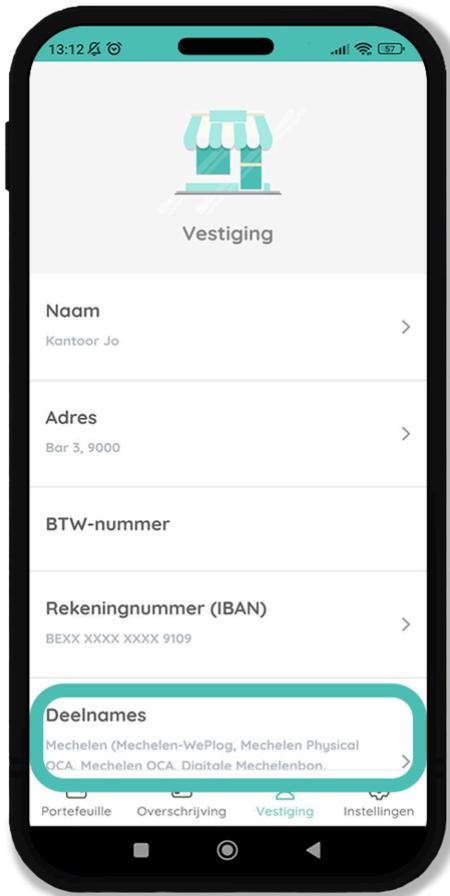 13:12
57
Vestiging
Naam
Kantoor Jo
Adres
Bar 3, 9000
BTW-nummer
Rekeningnummer (IBAN)
BEXX XXXX XXXX 9109
Deelnames
Mechelen (Mechelen-WePlog, Mechelen Physical
OCA, Mechelen OCA, Digitale Mechelenbon,
Portefeuille Overschrijving Vestiging Instellingen